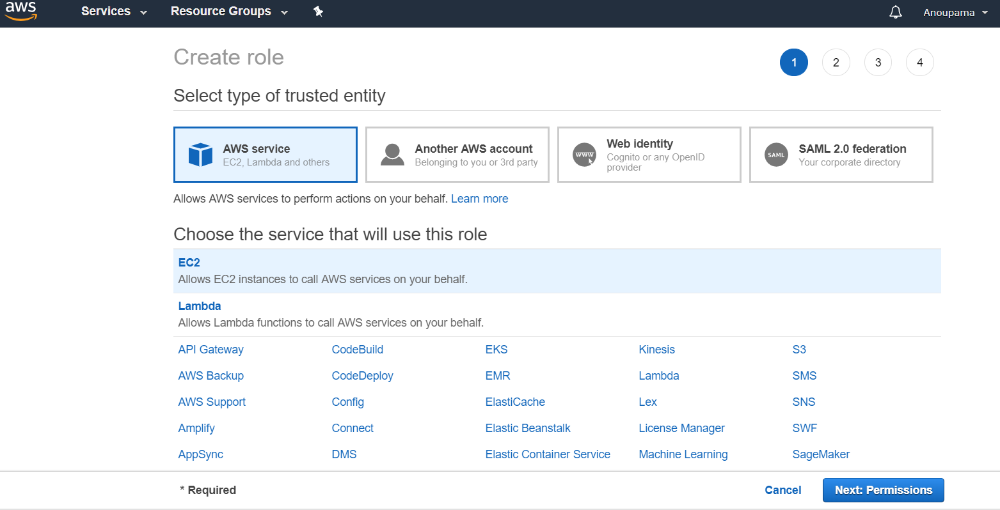 aws Services Resource Groups Anoupama
Create role 1 2 3 4
Select type of trusted entity
AWS service
EC2, Lambda and others
Another AWS account
Belonging to you or 3rd party
www
Web identity
Cognito or any OpenID
provider
SAML
SAML 2.0 federation
Your corporate directory
Allows AWS services to perform actions on your behalf. Learn more
Choose the service that will use this role
EC2
Allows EC2 instances to call AWS services on your behalf.
Lambda
Allows Lambda functions to call AWS services on your behalf.
API Gateway CodeBuild EKS Kinesis S3
AWS Backup CodeDeploy EMR Lambda SMS
AWS Support Config ElastiCache Lex SNS
Amplify Connect Elastic Beanstalk License Manager SWF
AppSync DMS Elastic Container Service Machine Learning SageMaker
* Required Cancel Next: Permissions